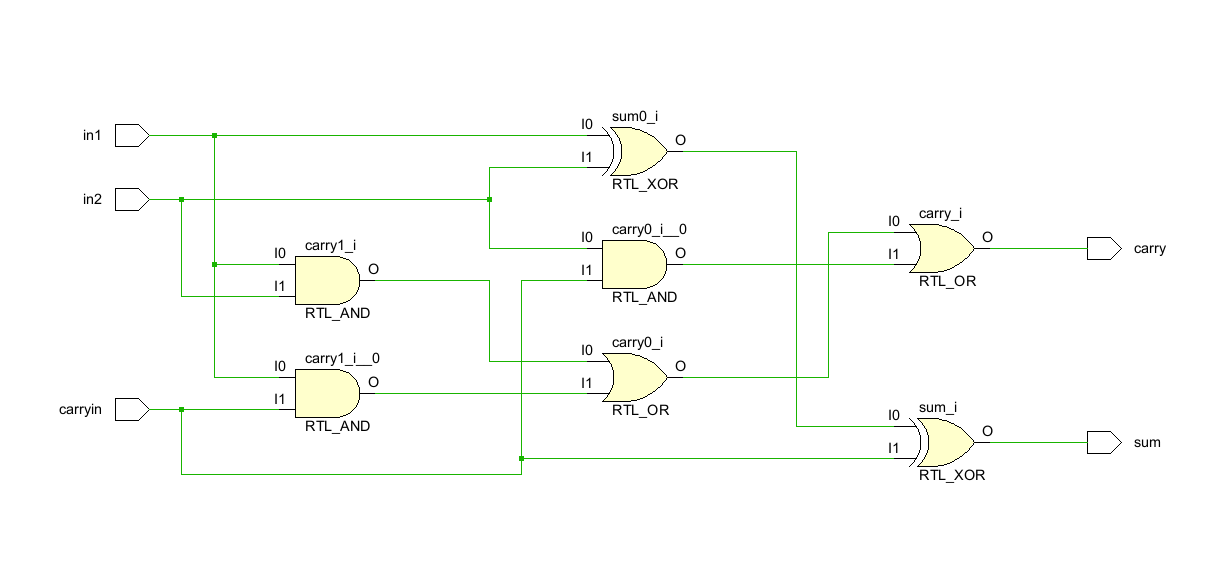 sum0_i
I0
O
in1
I1
RTL_XOR
in2
carry_i
carry0_i__0
I0
O
carry
I0
carry1_i
O
I1
I0
O
I1
RTL_OR
I1
RTL_AND
RTL_AND
carry0_i
I0
carry1_i__0
O
I0
O
I1
I1
carryin
RTL_OR
sum_i
RTL_AND
I0
O
sum
I1
RTL_XOR